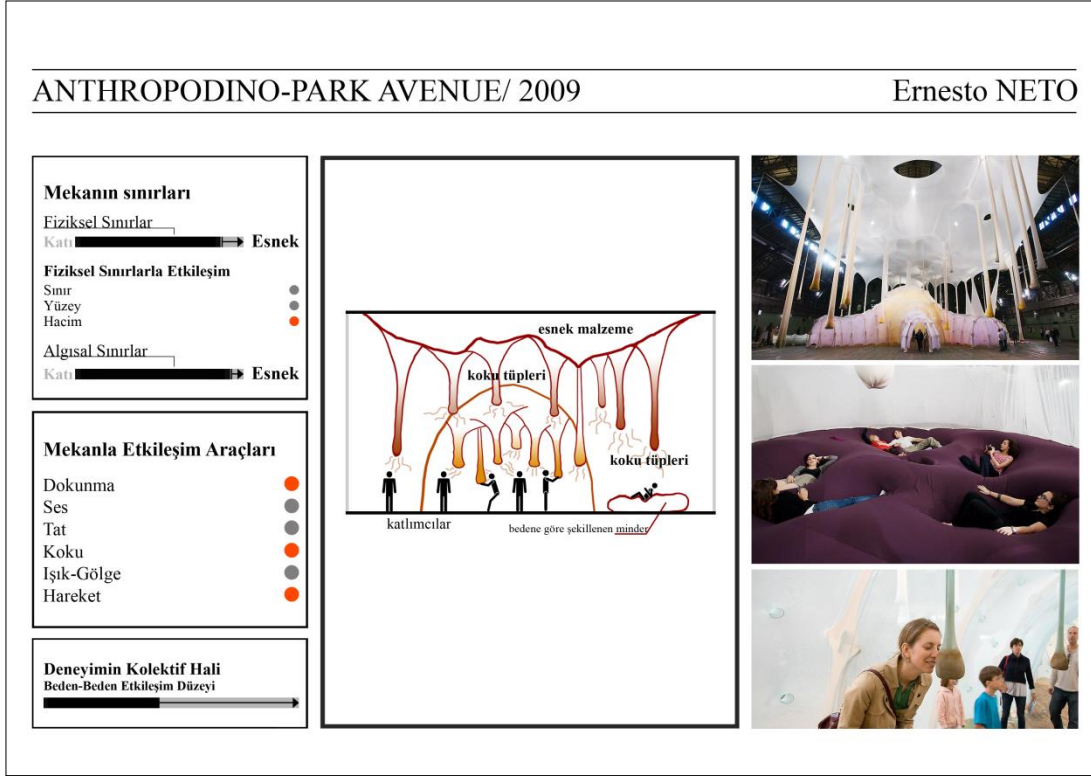 ANTHROPODINO-PARK AVENUE/ 2009 Ernesto NETO
Mekanın sınırları
Fiziksel Sınırlar
Katı Esnek
Fiziksel Sınırlarla Etkileşim
Sınır
Yüzey
Hacim
Algısal Sınırlar
Katı Esnek
Mekanla Etkileşim Araçları
Dokunma
Ses
Tat
Koku
Işık-Gölge
Hareket
Deneyimin Kolektif Hali
Beden-Beden Etkileşim Düzeyi
esnek malzeme
koku tüpleri
koku tüpleri
katlımcılar
bedene göre şekillenen minder